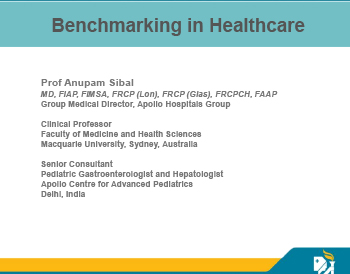 Benchmarking in Healthcare
Prof Anupam Sibal
MD, FIAP, FIMSA, FRCP (Lon), FRCP (Glas), FRCPCH, FAAP
Group Medical Director, Apollo Hospitals Group
Clinical Professor
Faculty of Medicine and Health Sciences
Macquarie University, Sydney, Australia
Senior Consultant
Pediatric Gastroenterologist and Hepatologist
Apollo Centre for Advanced Pediatrics
Delhi, India